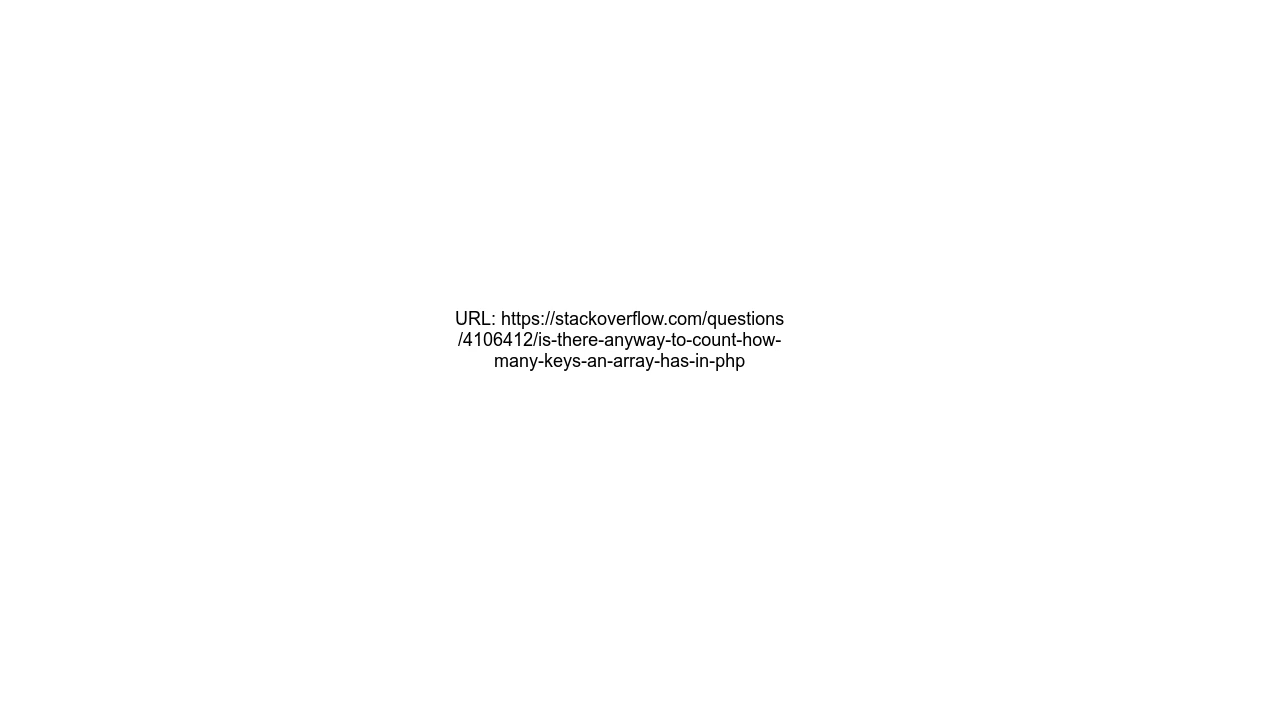 URL: https://stackoverflow.com/questions
/4106412/is-there-anyway-to-count-how-
many-keys-an-array-has-in-php